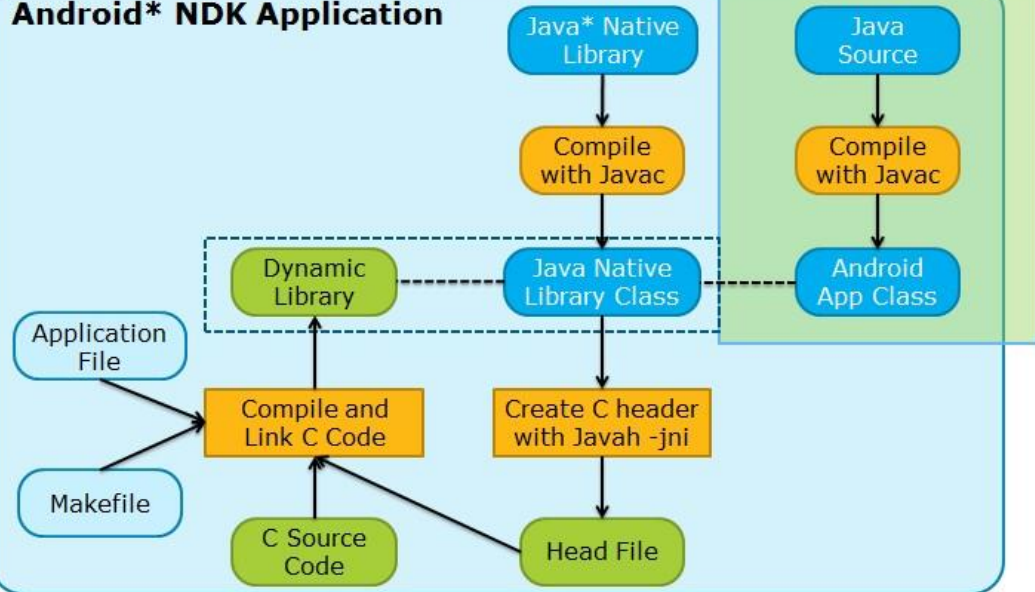 Android* NDK Application
Java* Native
Library
Java
Source
Compile
with Javac
Compile
with Javac
Dynamic
Library
Java Native
Library Class
Android
App Class
Application
File
Compile and
Link C Code
Create C header
with Javah -jni
Makefile
C Source
Code
Head File